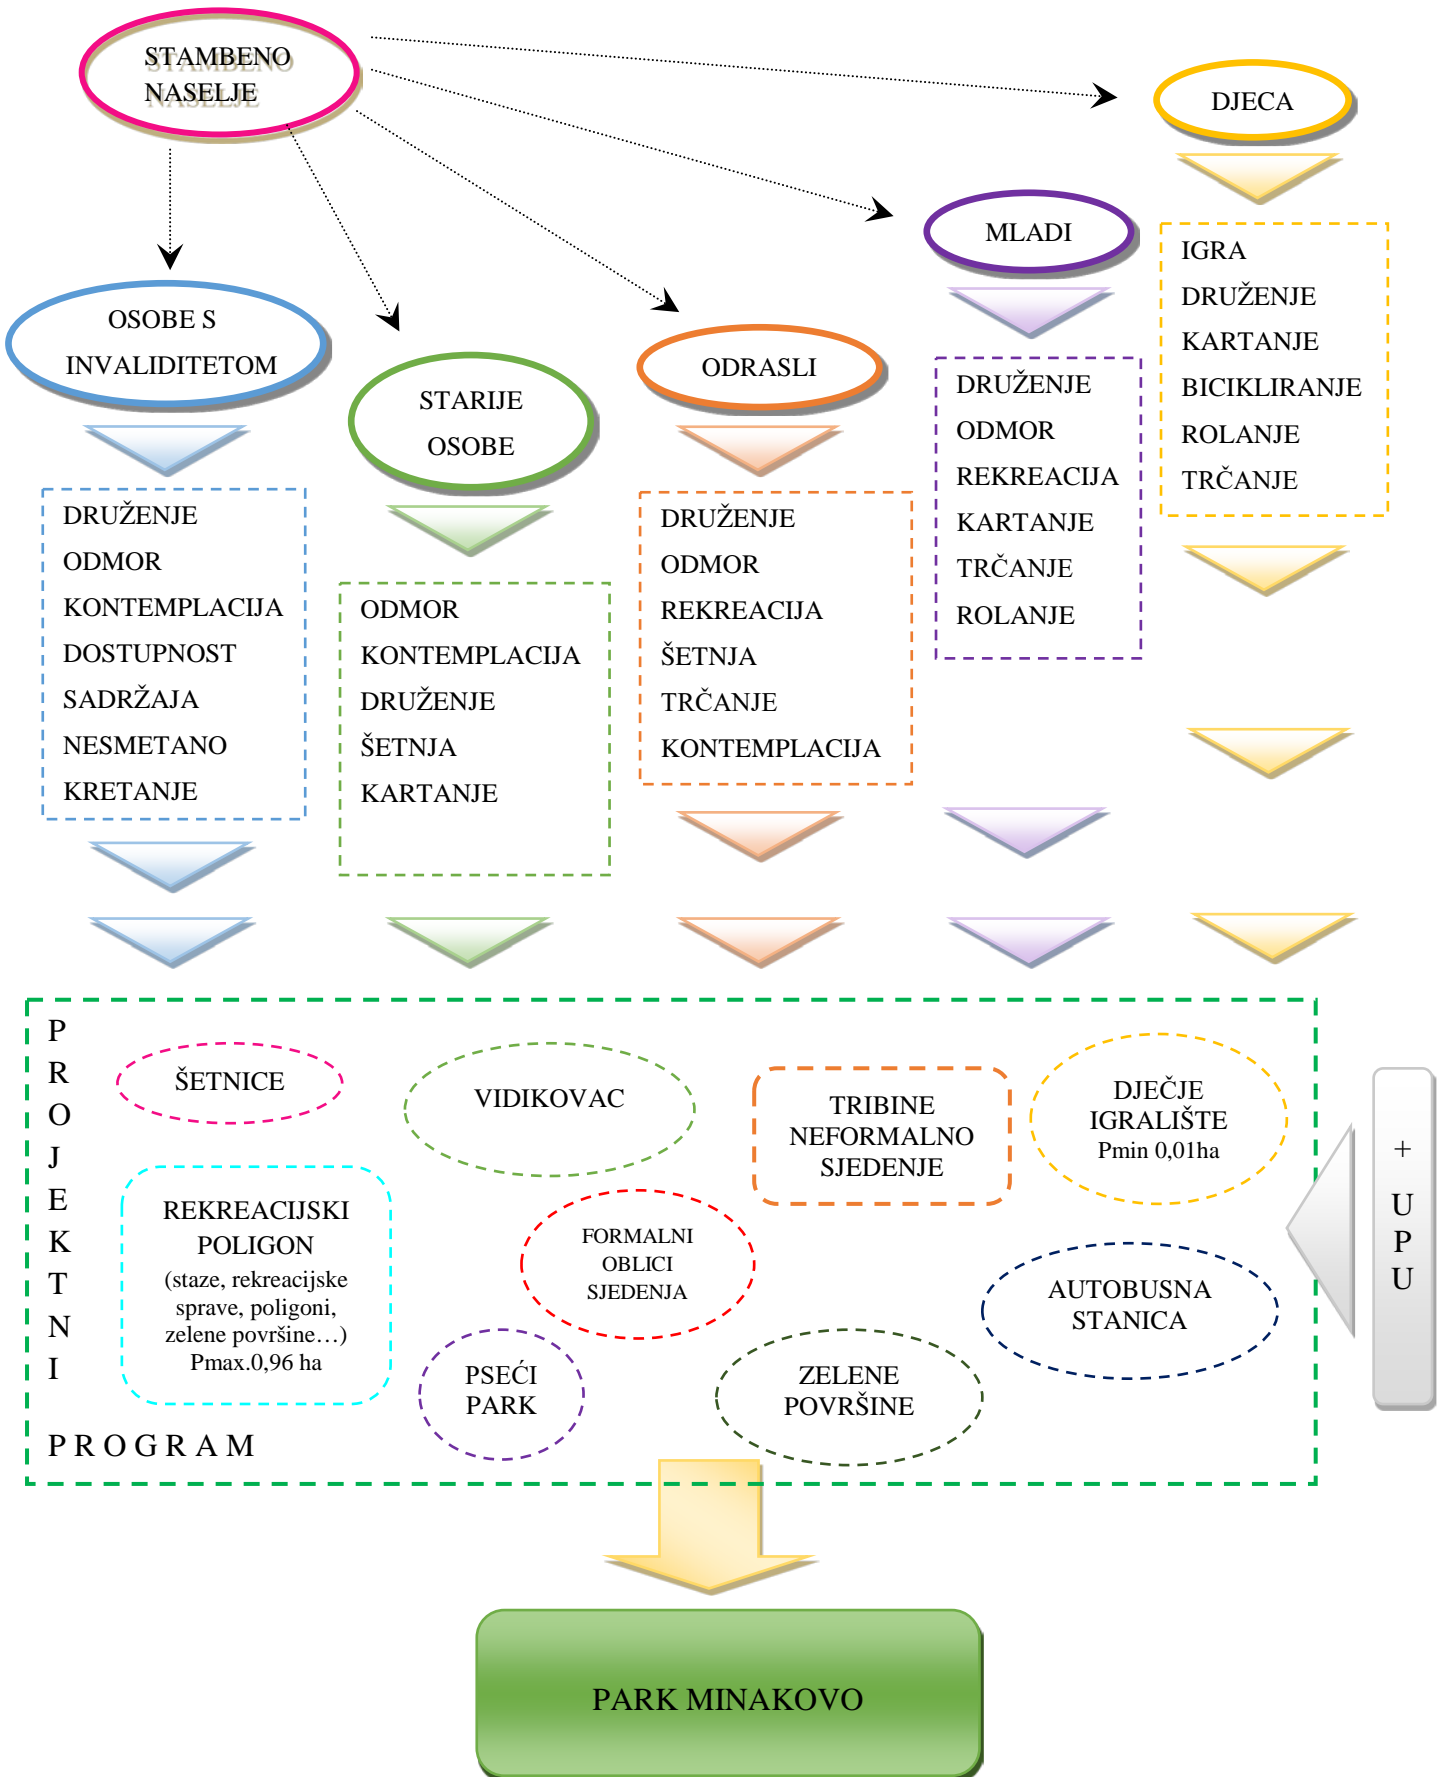 STAMBENO
NASELJE
DJECA
MLADI
OSOBE S
INVALIDITETOM
STARIJE
OSOBE
ODRASLI
IGRA
DRUŽENJE
KARTANJE
BICIKLIRANJE
ROLANJE
TRČANJE
DRUŽENJE
ODMOR
REKREACIJA
KARTANJE
TRČANJE
ROLANJE
DRUŽENJE
ODMOR
KONTEMPLACIJA
DOSTUPNOST
SADRŽAJA
NESMETANO
KRETANJE
ODMOR
KONTEMPLACIJA
DRUŽENJE
ŠETNJA
KARTANJE
DRUŽENJE
ODMOR
REKREACIJA
ŠETNJA
TRČANJE
KONTEMPLACIJA
P
R
O
J
E
K
T
N
I
P R O G R A M
ŠETNICE
VIDIKOVAC
TRIBINE
NEFORMALNO
SJEDENJE
DJEČJE
IGRALIŠTE
Pmin 0,01ha
REKREACIJSKI
POLIGON
(staze, rekreacijske
sprave, poligoni,
zelene površine…)
Pmax.0,96 ha
FORMALNI
OBLICI
SJEDENJA
AUTOBUSNA
STANICA
PSEĆI
PARK
ZELENE
POVRŠINE
+
U
P
U
PARK MINAKOVO